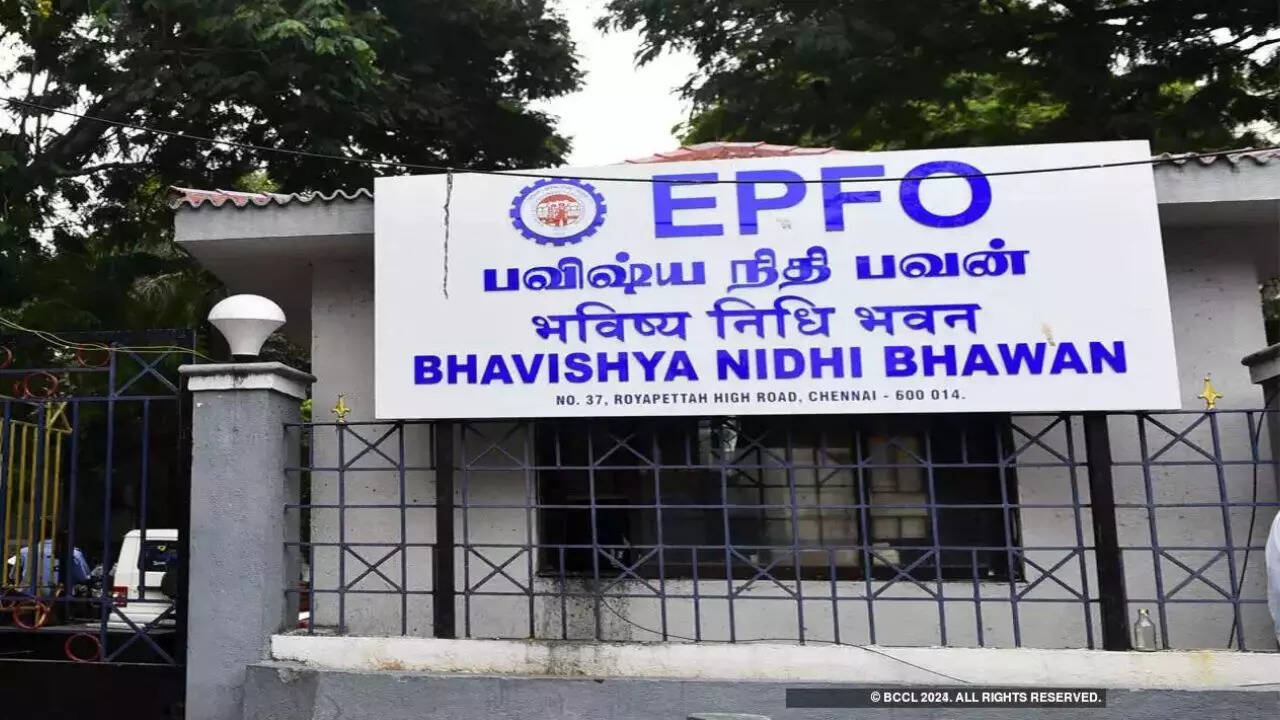 EPFO
பவிஷ்ய நிதி பவன்
भविष्य निधि भवन
BHAVISHYA NIDHI BHAWAN
NO. 37, ROYAPETTAH HIGH ROAD, CHENNAI - 600 014.
© BCCL 2024. ALL RIGHTS RESERVED.